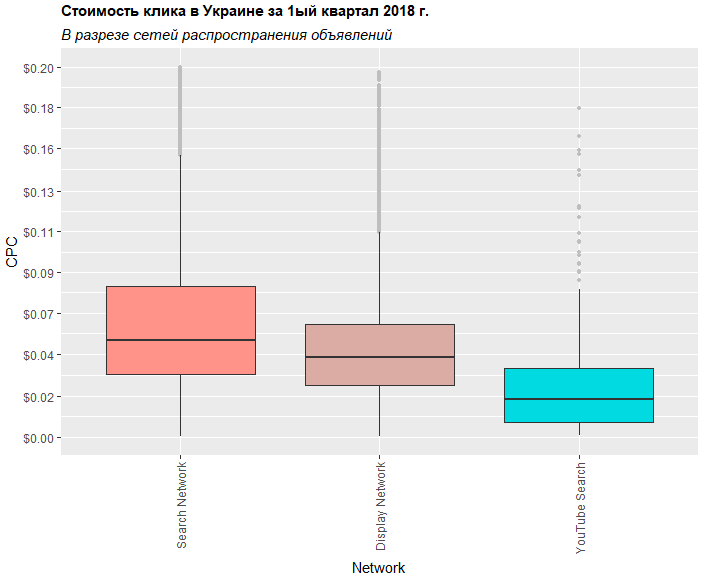 Стоимость клика в Украине за 1ый квартал 2018 г.
В разрезе сетей распространения объявлений
$0.20
$0.18
$0.16
$0.13
$0.11
$0.09
$0.07
$0.04
$0.02
$0.00
CPC
Search Network
Display Network
YouTube Search
Network